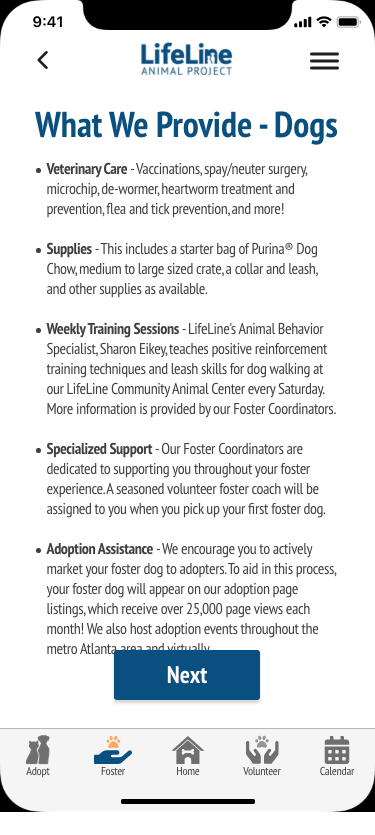 9:41
LifeLine
ANIMAL PROJECT
What We Provide - Dogs
• Veterinary Care - Vaccinations, spay/neuter surgery,
microchip, de-wormer, heartworm treatment and
prevention, flea and tick prevention, and more!
• Supplies - This includes a starter bag of Purina® Dog
Chow, medium to large sized crate, a collar and leash,
and other supplies as available.
• Weekly Training Sessions - LifeLine's Animal Behavior
Specialist, Sharon Eikey, teaches positive reinforcement
training techniques and leash skills for dog walking at
our LifeLine Community Animal Center every Saturday.
More information is provided by our Foster Coordinators.
• Specialized Support - Our Foster Coordinators are
dedicated to supporting you throughout your foster
experience. A seasoned volunteer foster coach will be
assigned to you when you pick up your first foster dog.
• Adoption Assistance - We encourage you to actively
market your foster dog to adopters. To aid in this process,
your foster dog will appear on our adoption page
listings, which receive over 25,000 page views each
month! We also host adoption events throughout the
metro Atlanta area and virtually.
Next
Adopt
Foster
Home
Volunteer
Calendar